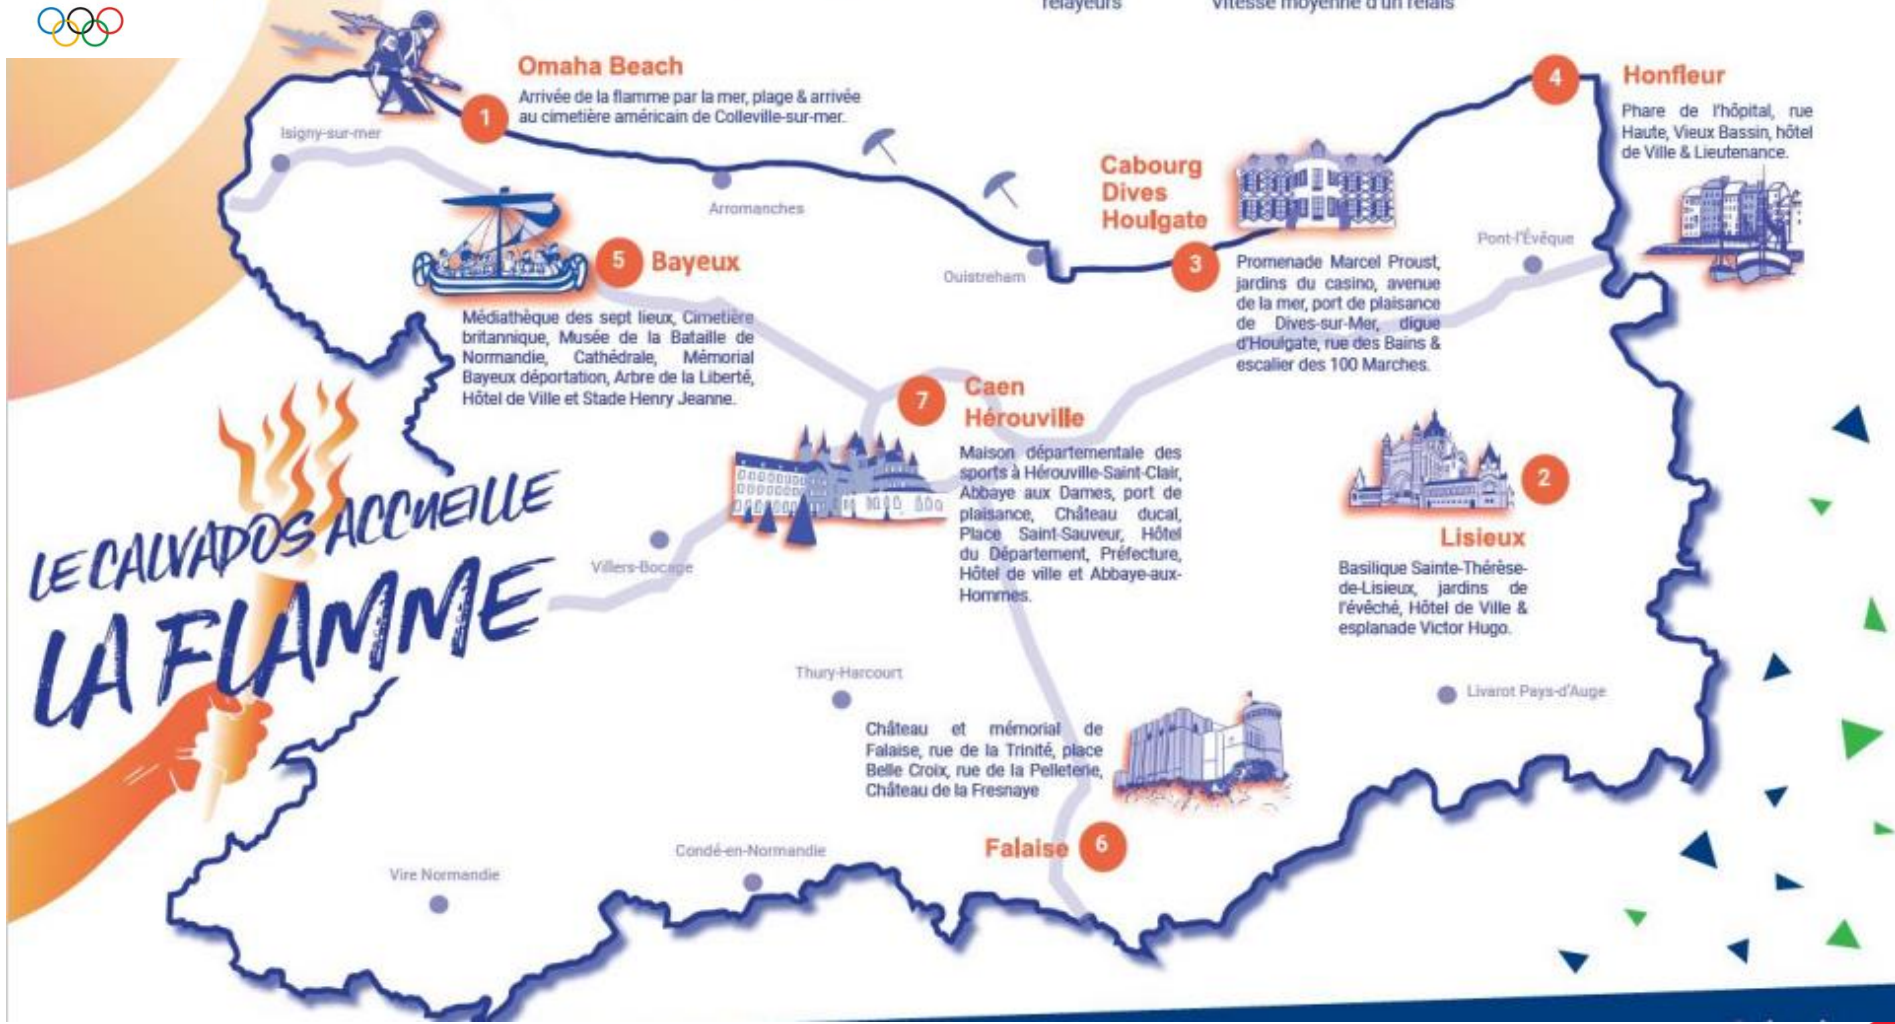 relayeurs
Vitesse moyenne d'un relais
Omaha Beach
Arrivée de la flamme par la mer, plage & arrivée
au cimetière américain de Colleville-sur-mer.
1
4
Honfleur
Phare de l'hôpital, rue
Haute, Vieux Bassin, hôtel
de Ville & Lieutenance.
Isigny-sur-mer
Arromanches
Cabourg
Dives
Houlgate
3
Promenade Marcel Proust,
jardins du casino, avenue
de la mer, port de plaisance
de Dives-sur-Mer, digue
d'Houlgate, rue des Bains &
escalier des 100 Marches.
Pont-l'Évêque
Ouistreham
5
Bayeux
Médiathèque des sept lieux, Cimetière
britannique, Musée de la Bataille de
Normandie, Cathédrale, Mémorial
Bayeux déportation, Arbre de la Liberté,
Hôtel de Ville et Stade Henry Jeanne.
7
Caen
Hérouville
Maison départementale des
sports à Hérouville-Saint-Clair,
Abbaye aux Dames, port de
plaisance, Château ducal,
Place Saint-Sauveur, Hôtel
du Département, Préfecture,
Hôtel de ville et Abbaye-aux-
Hommes.
2
Lisieux
Basilique Sainte-Thérèse-
de-Lisieux, jardins de
l'évêché, Hôtel de Ville &
esplanade Victor Hugo.
LE CALVADOS ACCUEILLE
LA FLAMME
Villers-Bocage
Thury-Harcourt
Livarot Pays-d'Auge
Château et mémorial de
Falaise, rue de la Trinité, place
Belle Croix, rue de la Pelleterie,
Château de la Fresnaye
Falaise
6
Condé-en-Normandie
Vire Normandie